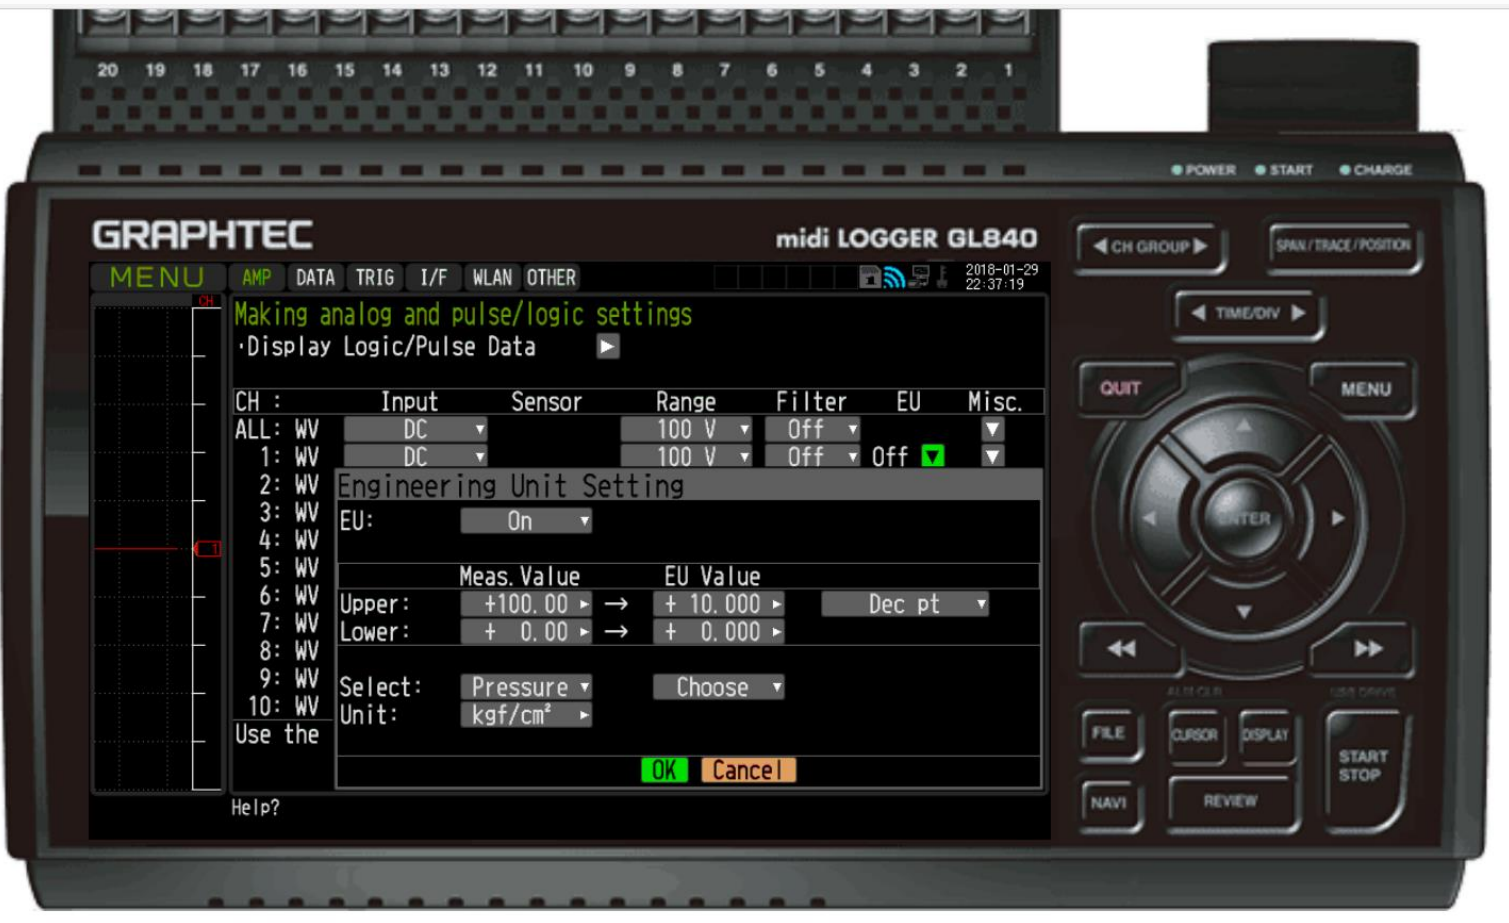 20 19 18 17 16 15 14 13 12 11 10 9 8 7 6 5 4 3 2 1
POWER START CHARGE
GRAPHTEC midi LOGGER GL840
◀ CH GROUP ▶ SPAN / TRACE / POSITION
MENU AMP DATA TRIG I/F WLAN OTHER 2018-01-29
22:37:19
CH
Making analog and pulse/logic settings
◀ TIME/DIV ▶
·Display Logic/Pulse Data ▶
QUIT MENU
CH : Input Sensor Range Filter EU Misc.
ALL: WV DC 100 V Off
1: WV DC 100 V Off Off
2: WV Engineering Unit Setting
3: WV EU: On
4: WV
ENTER
1
5: WV Meas.Value EU Value
6: WV Upper: +100.00 → + 10.000 Dec pt
7: WV Lower: + 0.00 → + 0.000
8: WV
9: WV Select: Pressure Choose
10: WV Unit: kgf/cm²
ALM CLR USB DRIVE
Use the
FILE CURSOR DISPLAY START
STOP
OK Cancel
NAVI REVIEW
Help?